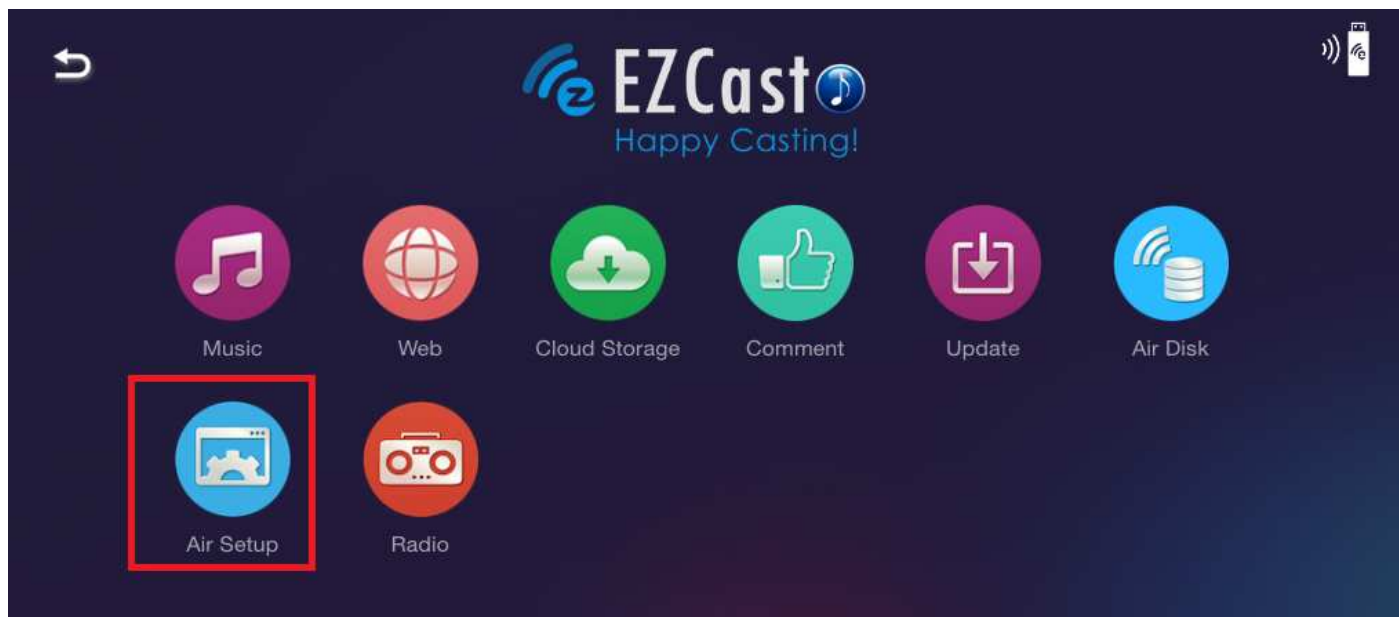 EZCast
Happy Casting!
Music
Web
Cloud Storage
Comment
Update
Air Disk
Air Setup
Radio